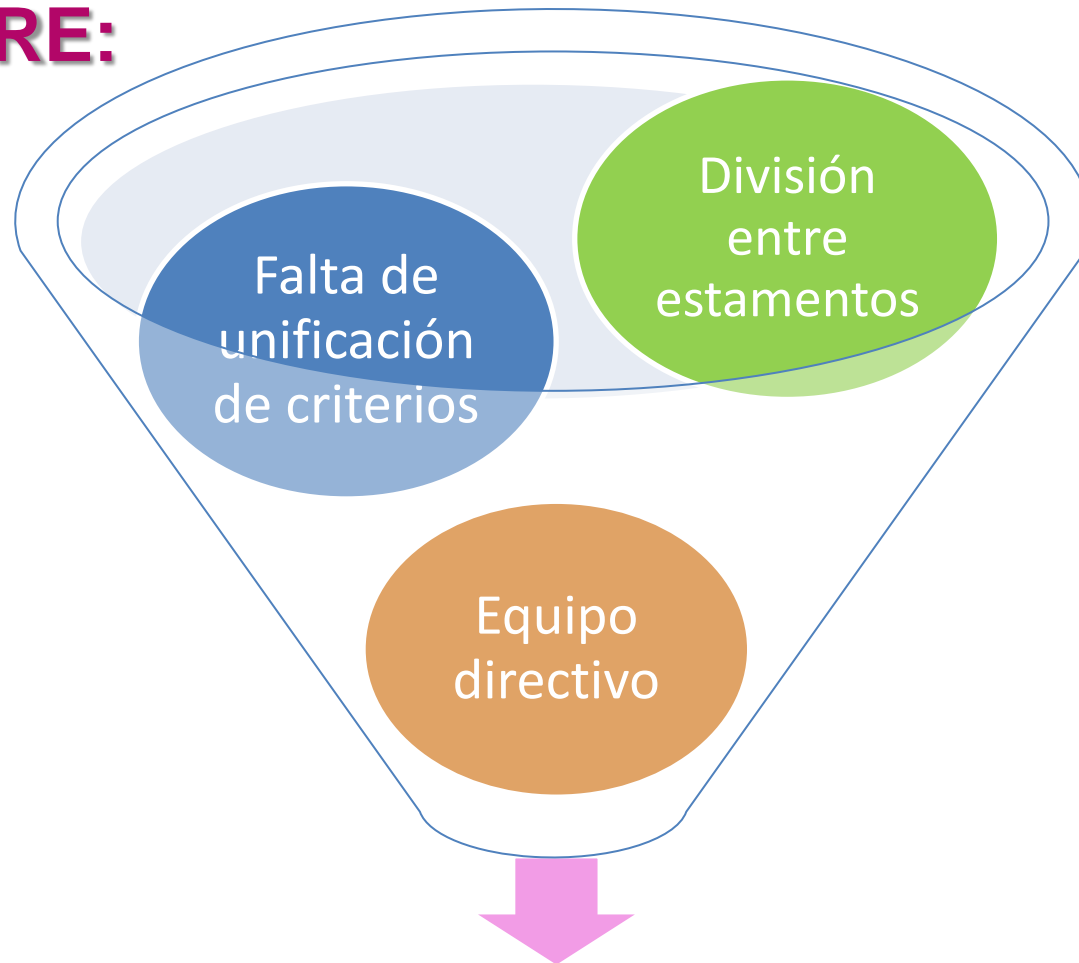 RE:
División
entre
estamentos
Falta de
unificación
de criterios
Equipo
directivo